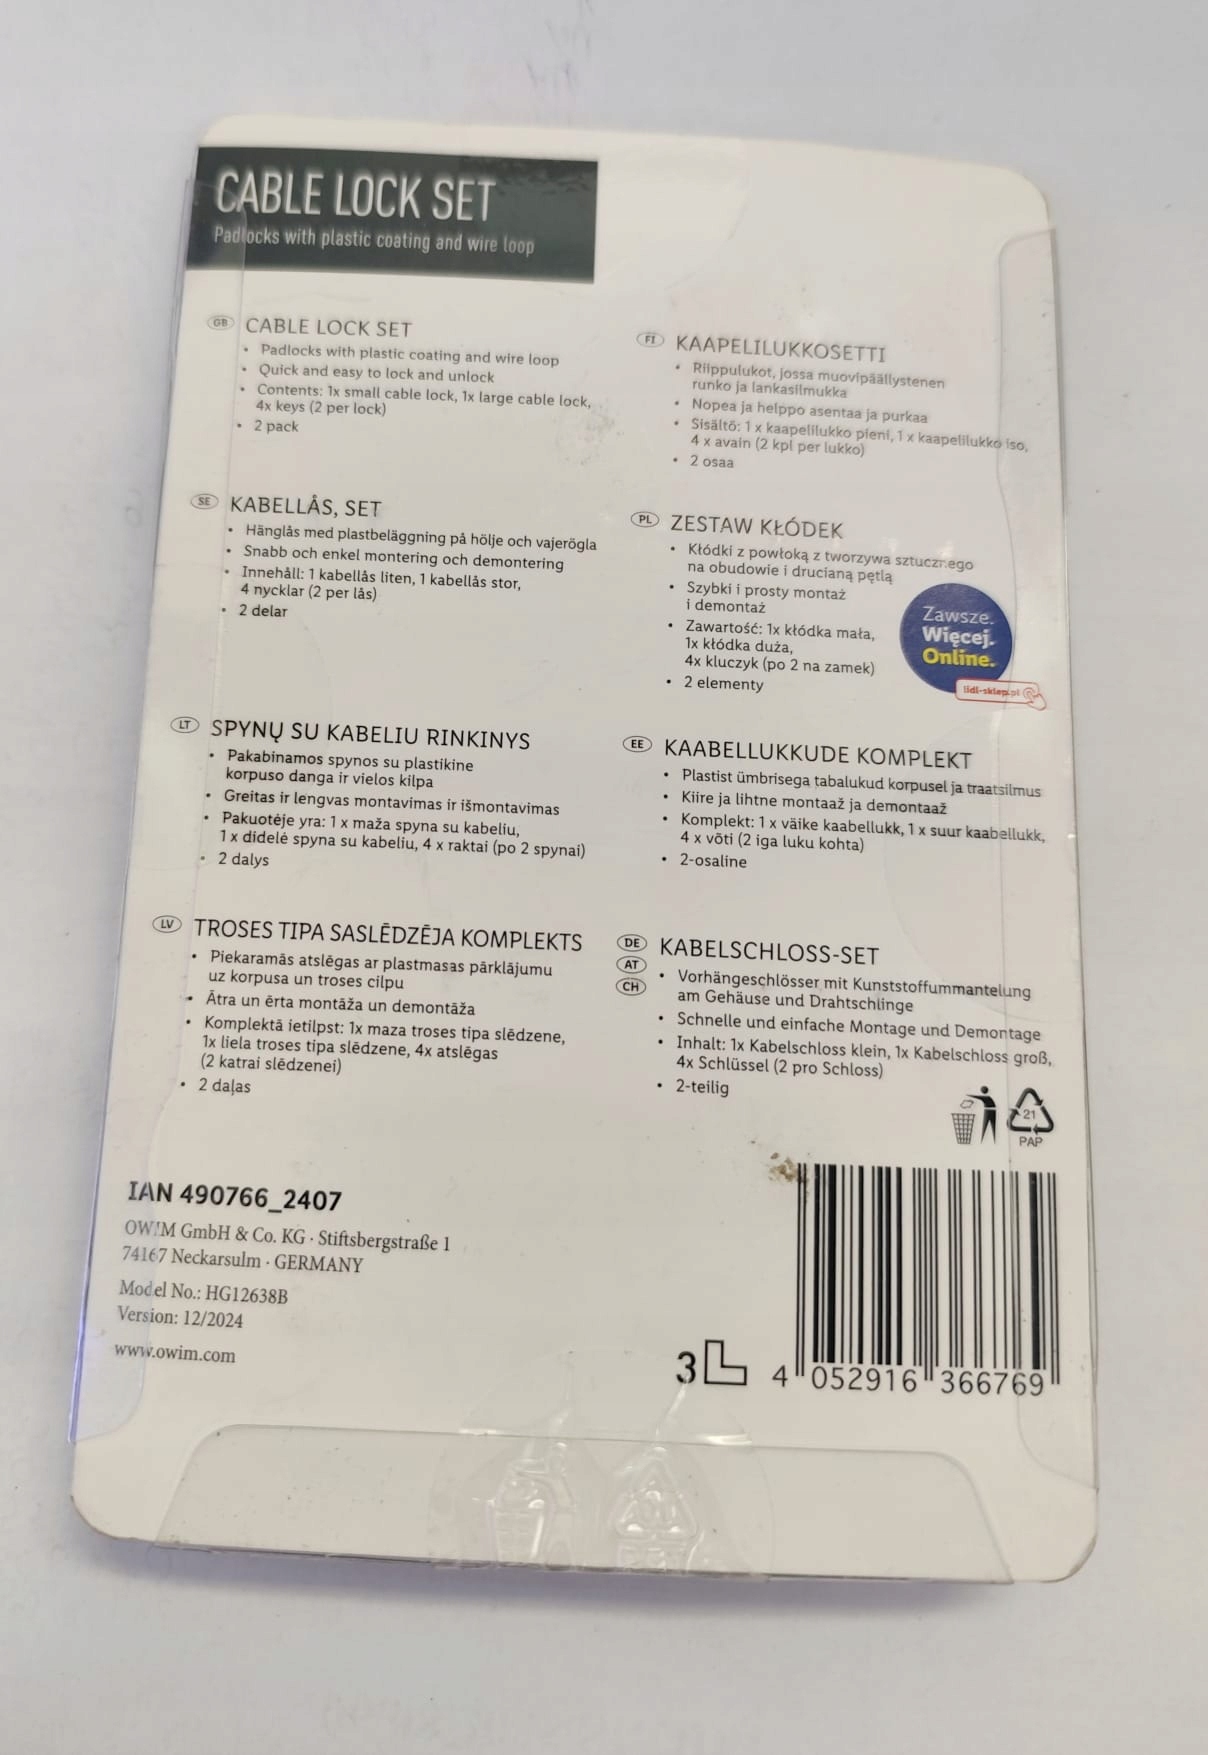 CABLE LOCK SET
Padlocks with plastic coating and wire loop
GB CABLE LOCK SET
• Padlocks with plastic coating and wire loop
• Quick and easy to lock and unlock
• Contents: 1x small cable lock, 1x large cable lock,
4x keys (2 per lock)
• 2 pack
SE KABELLÅS, SET
• Hänglås med plastbeläggning på hölje och vajerögla
• Snabb och enkel montering och demontering
• Innehåll: 1 kabellås liten, 1 kabellås stor,
4 nycklar (2 per lås)
• 2 delar
LT SPYNŲ SU KABELIU RINKINYS
• Pakabinamos spynos su plastikine
korpuso danga ir vielos kilpa
• Greitas ir lengvas montavimas ir išmontavimas
• Pakuotėje yra: 1 x maža spyna su kabeliu,
1 x didelė spyna su kabeliu, 4 x raktai (po 2 spynai)
• 2 dalys
LV TROSES TIPA SASLĒDZĒJA KOMPLEKTS
• Piekaramās atslēgas ar plastmasas pārklājumu
uz korpusa un troses cilpu
• Ātra un ērta montāža un demontāža
• Komplektā ietilpst: 1x maza troses tipa slēdzene,
1x liela troses tipa slēdzene, 4x atslēgas
(2 katrai slēdzenei)
• 2 daļas
FI KAAPELILUKKOSETTI
• Riippulukot, jossa muovipäällystenen
runko ja lankasilmukka
• Nopea ja helppo asentaa ja purkaa
• Sisältö: 1 x kaapelilukko pieni, 1 x kaapelilukko iso,
4 x avain (2 kpl per lukko)
• 2 osaa
PL ZESTAW KŁÓDEK
• Kłódki z powłoką z tworzywa sztucznego
na obudowie i drucianą pętlą
• Szybki i prosty montaż
i demontaż
• Zawartość: 1x kłódka mała,
1x kłódka duża,
4x kluczyk (po 2 na zamek)
• 2 elementy
Zawsze.
Więcej.
Online.
lidl-sklep.pl
EE KAABELLUKKUDE KOMPLEKT
• Plastist ümbrisega tabalukud korpusel ja traatsilmus
• Kiire ja lihtne montaaž ja demontaaž
• Komplekt: 1 x väike kaabellukk, 1 x suur kaabellukk,
4 x võti (2 iga luku kohta)
• 2-osaline
DE AT CH KABELSCHLOSS-SET
• Vorhängeschlösser mit Kunststoffummantelung
am Gehäuse und Drahtschlinge
• Schnelle und einfache Montage und Demontage
• Inhalt: 1x Kabelschloss klein, 1x Kabelschloss groß,
4x Schlüssel (2 pro Schloss)
• 2-teilig
21
PAP
IAN 490766_2407
OWIM GmbH & Co. KG · Stiftsbergstraße 1
74167 Neckarsulm · GERMANY
Model No.: HG12638B
Version: 12/2024
www.owim.com
3L 4 052916 366769